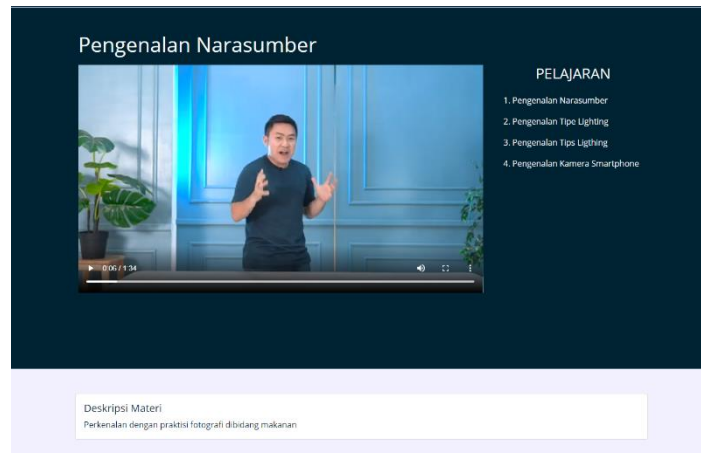 Pengenalan Narasumber
PELAJARAN
1. Pengenalan Narasumber
2. Pengenalan Tipe Lighting
3. Pengenalan Tips Ligthing
4. Pengenalan Kamera Smartphone
0:06 / 1:34
Deskripsi Materi
Perkenalan dengan praktisi fotografi dibidang makanan